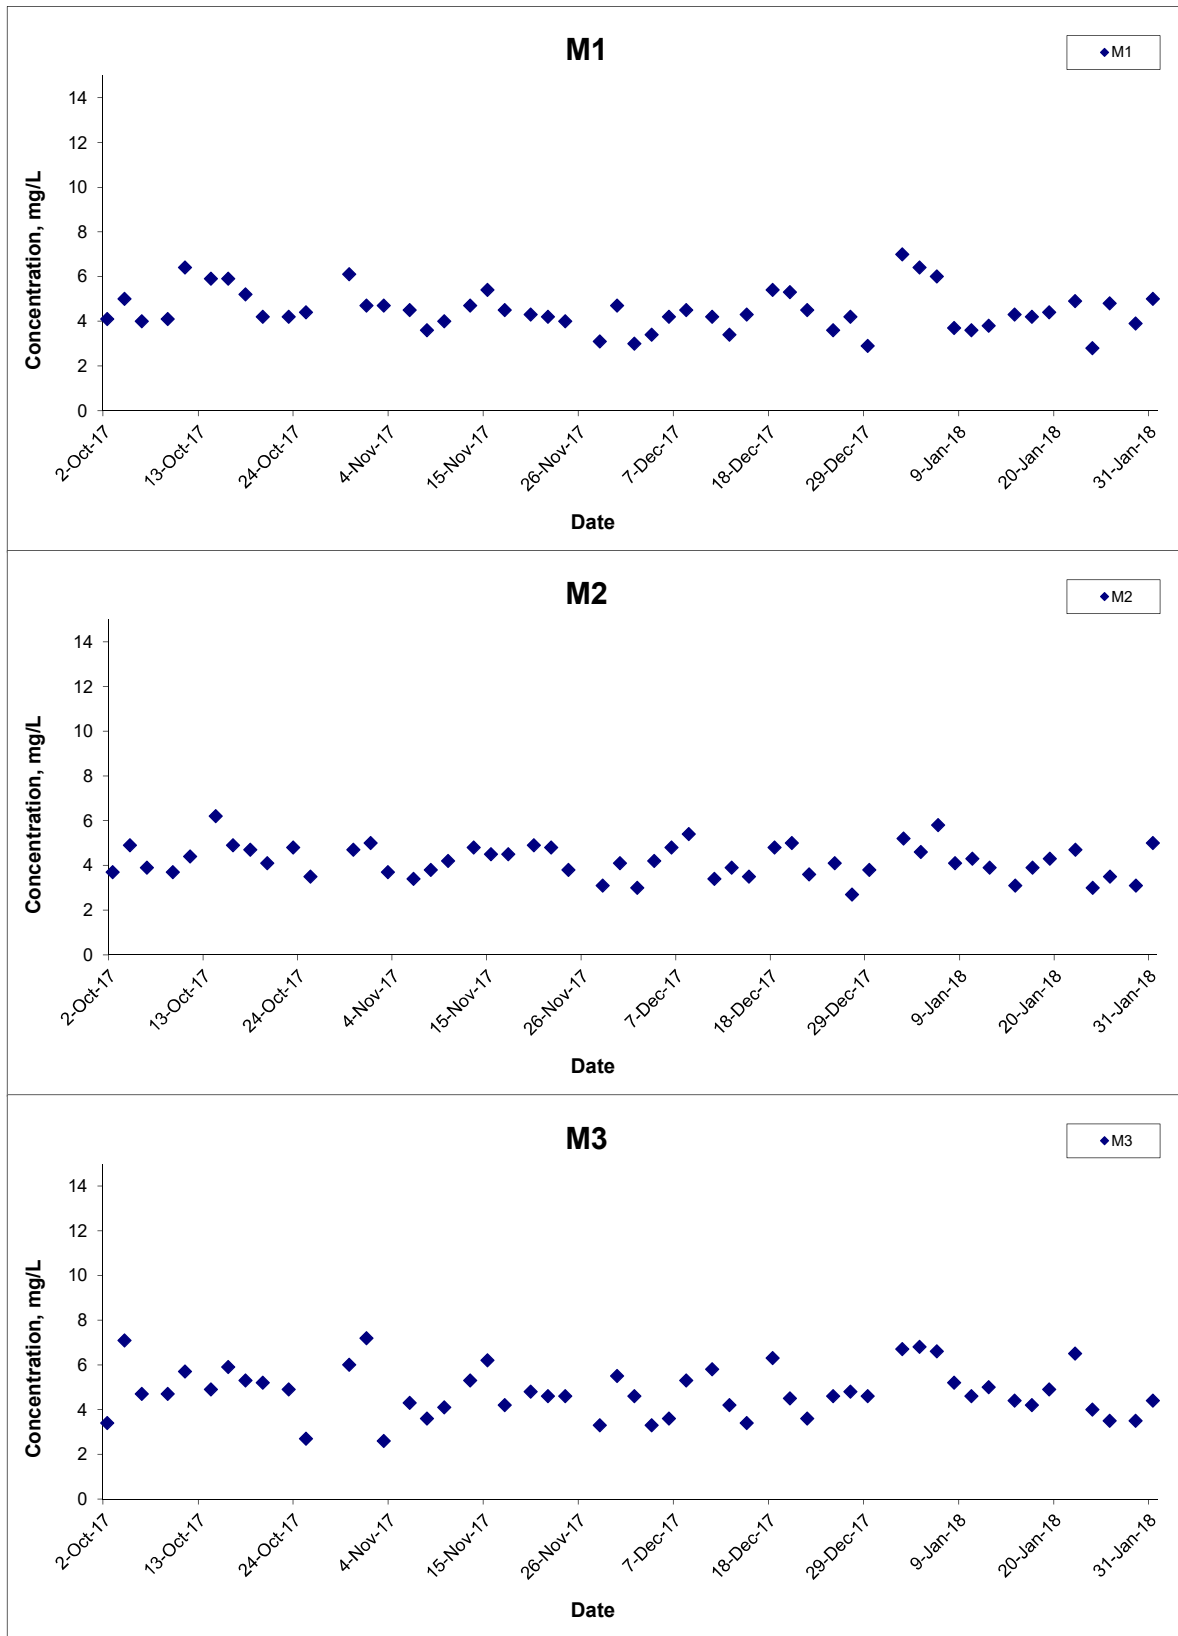 M1
M1
14
12
10
8
6
4
2
0
Concentration, mg/L
2-Oct-17
13-Oct-17
24-Oct-17
4-Nov-17
15-Nov-17
26-Nov-17
7-Dec-17
18-Dec-17
29-Dec-17
9-Jan-18
20-Jan-18
31-Jan-18
Date
M2
M2
14
12
10
8
6
4
2
0
Concentration, mg/L
2-Oct-17
13-Oct-17
24-Oct-17
4-Nov-17
15-Nov-17
26-Nov-17
7-Dec-17
18-Dec-17
29-Dec-17
9-Jan-18
20-Jan-18
31-Jan-18
Date
M3
M3
14
12
10
8
6
4
2
0
Concentration, mg/L
2-Oct-17
13-Oct-17
24-Oct-17
4-Nov-17
15-Nov-17
26-Nov-17
7-Dec-17
18-Dec-17
29-Dec-17
9-Jan-18
20-Jan-18
31-Jan-18
Date